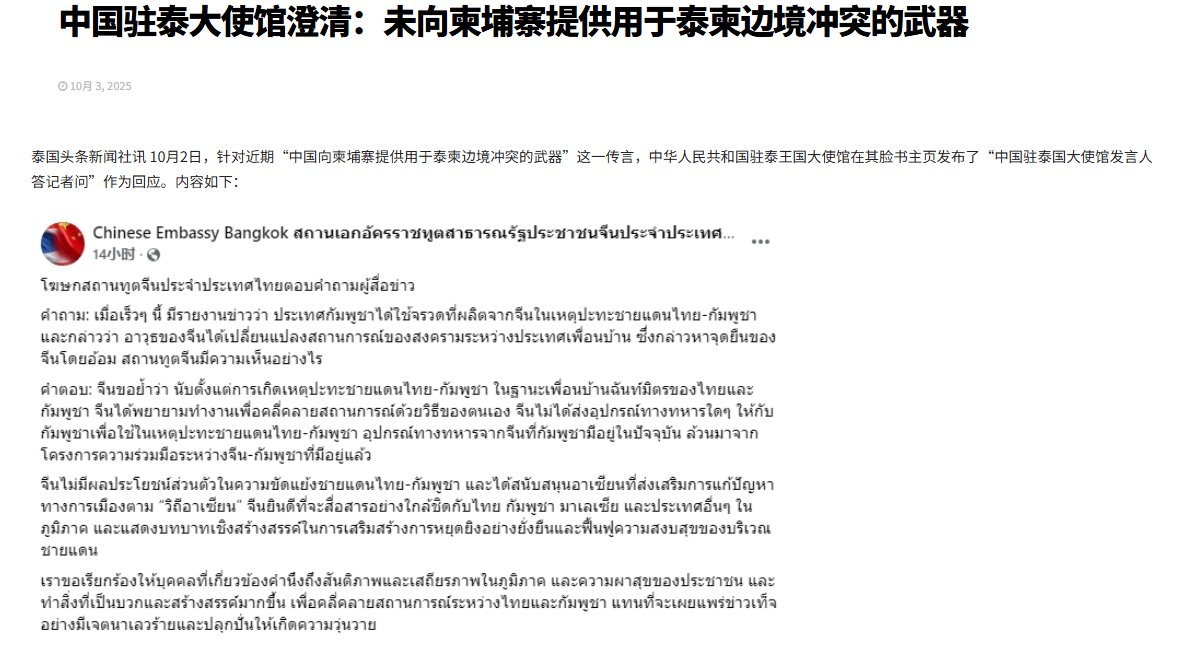 中国驻泰大使馆澄清：未向柬埔寨提供用于泰柬边境冲突的武器
10月 3, 2025
泰国头条新闻社讯 10月2日，针对近期“中国向柬埔寨提供用于泰柬边境冲突的武器”这一传言，中华人民共和国驻泰王国大使馆在其脸书主页发布了“中国驻泰国大使馆发言人
答记者问”作为回应。内容如下：
Chinese Embassy Bangkok สถานเอกอัครราชทูตสาธารณรัฐประชาชนจีนประจำประเทศ...
14小时 ·
โฆษกสถานทูตจีนประจำประเทศไทยตอบคำถามผู้สื่อข่าว
คำถาม: เมื่อเร็วๆ นี้ มีรายงานข่าวว่า ประเทศกัมพูชาได้ใช้จรวดที่ผลิตจากจีนในเหตุปะทะชายแดนไทย-กัมพูชา
และกล่าวว่า อาวุธของจีนได้เปลี่ยนแปลงสถานการณ์ของสงครามระหว่างประเทศเพื่อนบ้าน ซึ่งกล่าวหาจุดยืนของ
จีนโดยอ้อม สถานทูตจีนมีความเห็นอย่างไร
คำตอบ: จีนขอย้ำว่า นับตั้งแต่การเกิดเหตุปะทะชายแดนไทย-กัมพูชา ในฐานะเพื่อนบ้านฉันท์มิตรของไทยและ
กัมพูชา จีนได้พยายามทำงานเพื่อคลี่คลายสถานการณ์ด้วยวิธีของตนเอง จีนไม่ได้ส่งอุปกรณ์ทางทหารใดๆ ให้กับ
กัมพูชาเพื่อใช้ในเหตุปะทะชายแดนไทย-กัมพูชา อุปกรณ์ทางทหารจากจีนที่กัมพูชามีอยู่ในปัจจุบัน ล้วนมาจาก
โครงการความร่วมมือระหว่างจีน-กัมพูชาที่มีอยู่แล้ว
จีนไม่มีผลประโยชน์ส่วนตัวในความขัดแย้งชายแดนไทย-กัมพูชา และได้สนับสนุนอาเซียนที่ส่งเสริมการแก้ปัญหา
ทางการเมืองตาม “วิถีอาเซียน” จีนยินดีที่จะสื่อสารอย่างใกล้ชิดกับไทย กัมพูชา มาเลเซีย และประเทศอื่นๆ ใน
ภูมิภาค และแสดงบทบาทเชิงสร้างสรรค์ในการเสริมสร้างการหยุดยิงอย่างยั่งยืนและฟื้นฟูความสงบสุขของบริเวณ
ชายแดน
เราขอเรียกร้องให้บุคคลที่เกี่ยวข้องคำนึงถึงสันติภาพและเสถียรภาพในภูมิภาค และความผาสุขของประชาชน และ
ทำสิ่งที่เป็นบวกและสร้างสรรค์มากขึ้น เพื่อคลี่คลายสถานการณ์ระหว่างไทยและกัมพูชา แทนที่จะเผยแพร่ข่าวเท็จ
อย่างมีเจตนาเลวร้ายและปลุกปั่นให้เกิดความวุ่นวาย